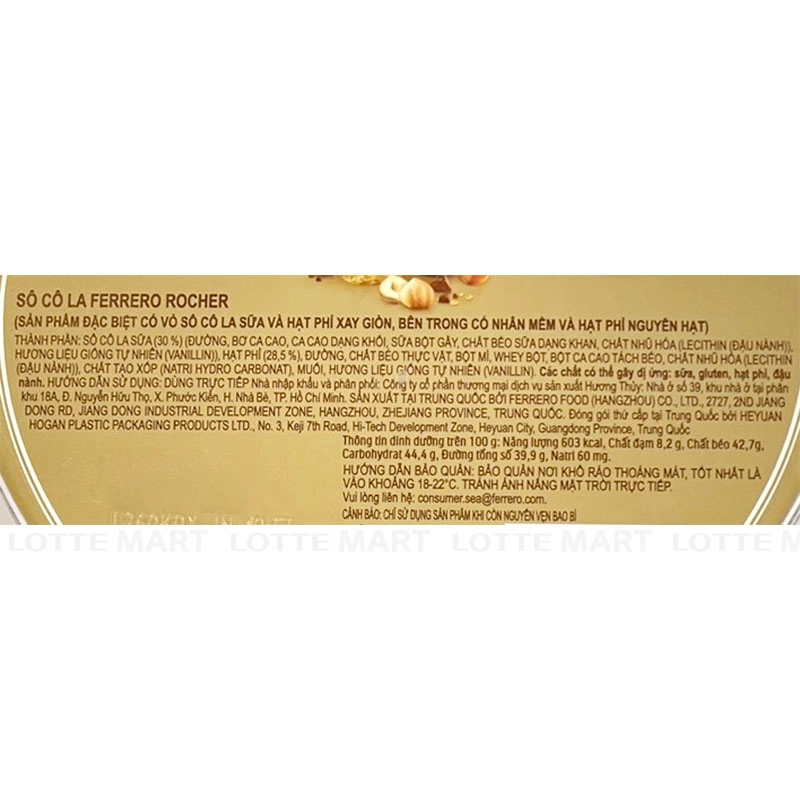 SÔ CÔ LA FERRERO ROCHER
(SẢN PHẨM ĐẶC BIỆT CÓ VỎ SÔ CÔ LA SỮA VÀ HẠT PHỈ XAY GIÒN, BÊN TRONG CÓ NHÂN MỀM VÀ HẠT PHỈ NGUYÊN HẠT)
THÀNH PHẦN: SÔ CÔ LA SỮA (30 %) (ĐƯỜNG, BƠ CA CAO, CA CAO DẠNG KHỐI, SỮA BỘT GẦY, CHẤT BÉO SỮA DẠNG KHAN, CHẤT NHŨ HÓA (LECITHIN (ĐẬU NÀNH)),
HƯƠNG LIỆU GIỐNG TỰ NHIÊN (VANILLIN)), HẠT PHỈ (28,5 %), ĐƯỜNG, CHẤT BÉO THỰC VẬT, BỘT MÌ, WHEY BỘT, BỘT CA CAO TÁCH BÉO, CHẤT NHŨ HÓA (LECITHIN
(ĐẬU NÀNH)), CHẤT TẠO XỐP (NATRI HYDRO CARBONAT), MUỐI, HƯƠNG LIỆU GIỐNG TỰ NHIÊN (VANILLIN). Các chất có thể gây dị ứng: sữa, gluten, hạt phỉ, đậu
nành. HƯỚNG DẪN SỬ DỤNG: DÙNG TRỰC TIẾP Nhà nhập khẩu và phân phối: Công ty cổ phần thương mại dịch vụ sản xuất Hương Thủy: Nhà ở số 39, khu nhà ở tại phân
khu 18A, Đ. Nguyễn Hữu Thọ, X. Phước Kiển, H. Nhà Bè, TP. Hồ Chí Minh. SẢN XUẤT TẠI TRUNG QUỐC BỞI FERRERO FOOD (HANGZHOU) CO., LTD., 2727, 2ND JIANG
DONG RD, JIANG DONG INDUSTRIAL DEVELOPMENT ZONE, HANGZHOU, ZHEJIANG PROVINCE, TRUNG QUỐC. Đóng gói thứ cấp tại Trung Quốc bởi HEYUAN
HOGAN PLASTIC PACKAGING PRODUCTS LTD., No. 3, Keji 7th Road, Hi-Tech Development Zone, Heyuan City, Guangdong Province, Trung Quốc
Thông tin dinh dưỡng trên 100 g: Năng lượng 603 kcal, Chất đạm 8,2 g, Chất béo 42,7g,
Carbohydrat 44,4 g, Đường tổng số 39,9 g, Natri 60 mg.
HƯỚNG DẪN BẢO QUẢN: BẢO QUẢN NƠI KHÔ RÁO THOÁNG MÁT, TỐT NHẤT LÀ
VÀO KHOẢNG 18-22°C. TRÁNH ÁNH NẮNG MẶT TRỜI TRỰC TIẾP.
Vui lòng liên hệ: consumer.sea@ferrero.com.
CẢNH BÁO: CHỈ SỬ DỤNG SẢN PHẨM KHI CÒN NGUYÊN VẸN BAO BÌ
LOTTE MART LOTTE MART LOTTE MART LOTTE MART